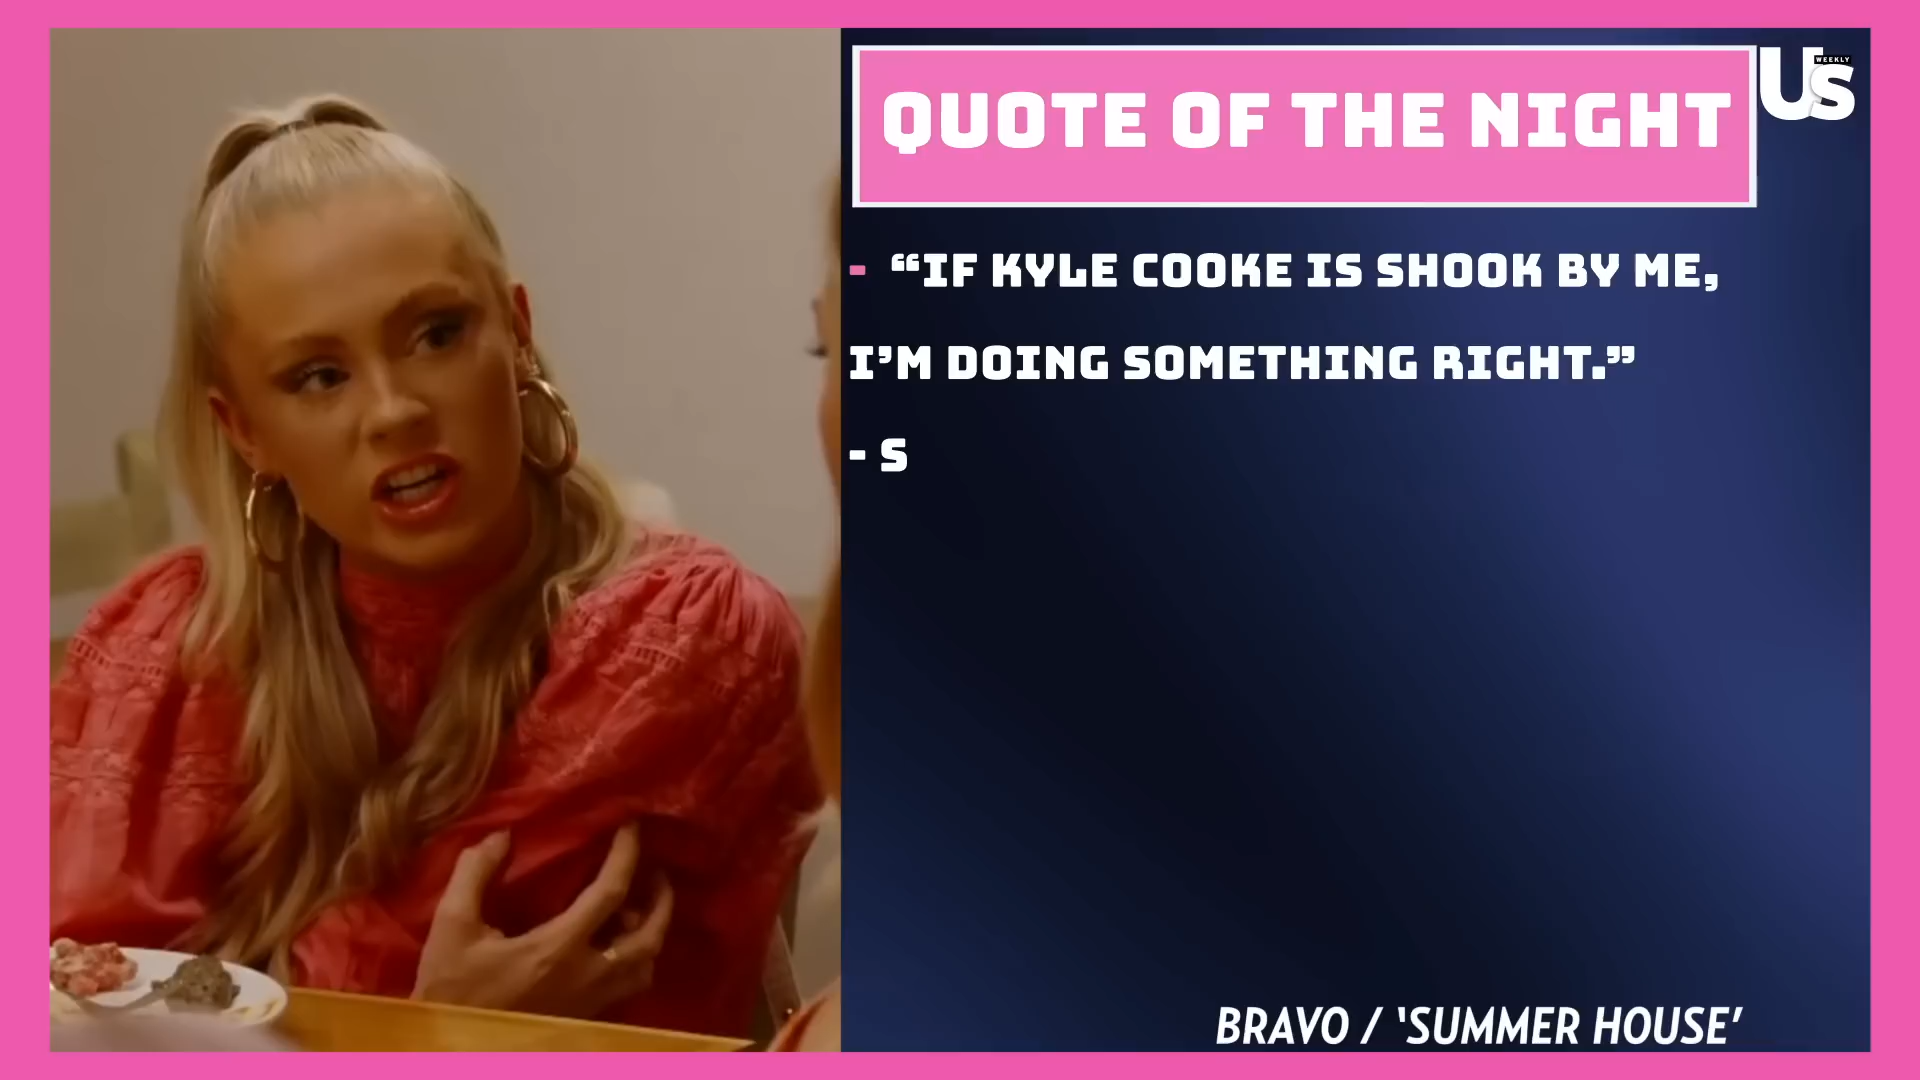 QUOTE OF THE NIGHT
Us
WEEKLY
- “IF KYLE COOKE IS SHOOK BY ME,
I’M DOING SOMETHING RIGHT.”
- S
BRAVO / ‘SUMMER HOUSE’